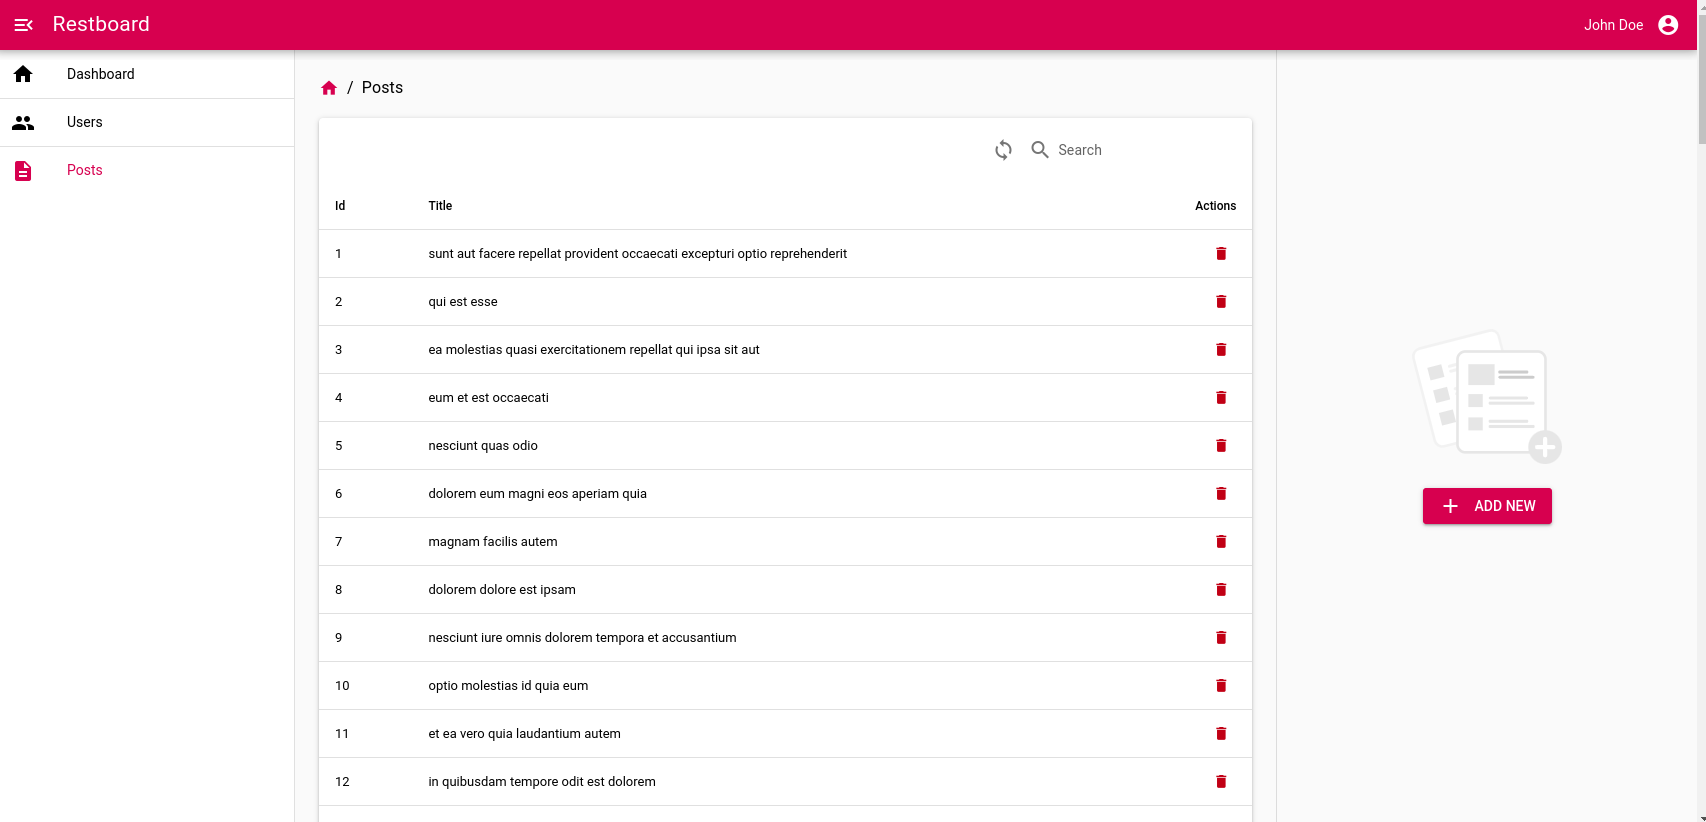 Restboard
John Doe
Dashboard
Users
Posts
/ Posts
Search
Id Title Actions
1 sunt aut facere repellat provident occaecati excepturi optio reprehenderit
2 qui est esse
3 ea molestias quasi exercitationem repellat qui ipsa sit aut
4 eum et est occaecati
5 nesciunt quas odio
6 dolorem eum magni eos aperiam quia
7 magnam facilis autem
8 dolorem dolore est ipsam
9 nesciunt iure omnis dolorem tempora et accusantium
10 optio molestias id quia eum
11 et ea vero quia laudantium autem
12 in quibusdam tempore odit est dolorem
ADD NEW